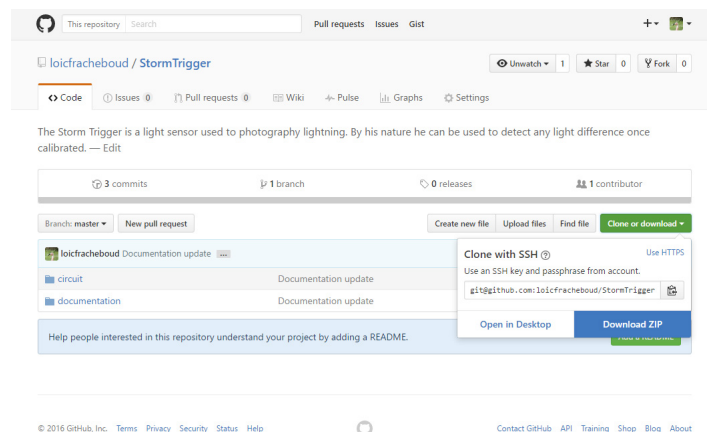 This repository Search Pull requests Issues Gist
loicfracheboud / StormTrigger Unwatch 1 Star 0 Fork 0
Code Issues 0 Pull requests 0 Wiki Pulse Graphs Settings
The Storm Trigger is a light sensor used to photography lightning. By his nature he can be used to detect any light difference once
calibrated. — Edit
3 commits 1 branch 0 releases 1 contributor
Branch: master New pull request Create new file Upload files Find file Clone or download
loicfracheboud Documentation update ...
circuit Documentation update
documentation Documentation update
Clone with SSH Use HTTPS
Use an SSH key and passphrase from account.
git@github.com:loicfracheboud/StormTrigger
Open in Desktop Download ZIP
Help people interested in this repository understand your project by adding a README.
© 2016 GitHub, Inc. Terms Privacy Security Status Help Contact GitHub API Training Shop Blog About